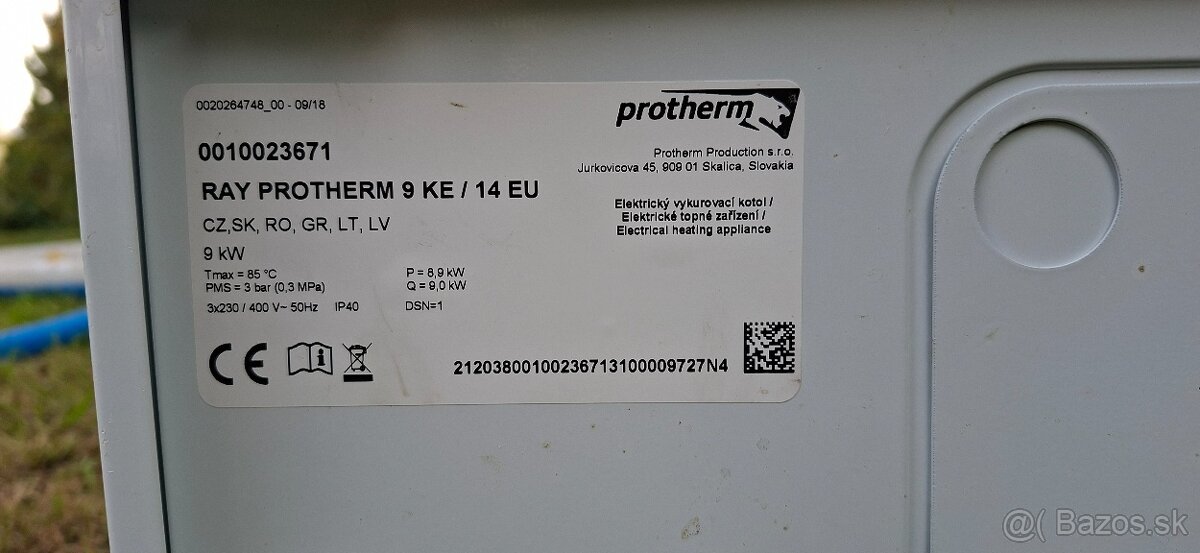 0020264748_00 - 09/18
protherm
0010023671
Protherm Production s.r.o.
Jurkovicova 45, 909 01 Skalica, Slovakia
RAY PROTHERM 9 KE / 14 EU
CZ,SK, RO, GR, LT, LV
Elektrický vykurovací kotol /
Elektrické topné zařízení /
Electrical heating appliance
9 kW
Tmax = 85 °C
P = 8,9 kW
PMS = 3 bar (0,3 MPa)
Q = 9,0 kW
3x230 / 400 V~ 50Hz IP40 DSN=1
CE
21203800100236713100009727N4
@( Bazos.sk